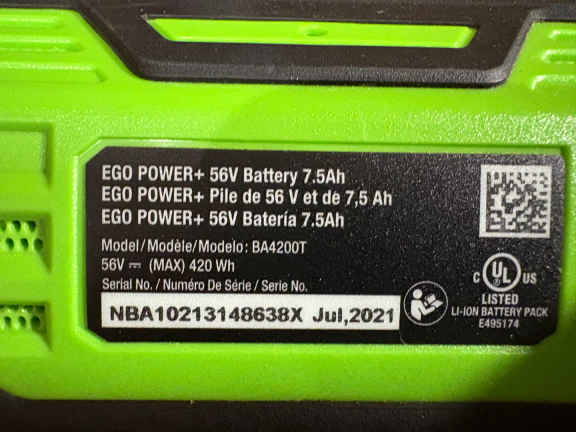 EGO POWER+ 56V Battery 7.5Ah
EGO POWER+ Pile de 56 V et de 7,5 Ah
EGO POWER+ 56V Batería 7.5Ah
Model/Modèle/Modelo: BA4200T
56V ⎓ (MAX) 420 Wh
Serial No. / Numéro De Série / Serie No.
NBA10213148638X Jul,2021
C UL US
LISTED
LI-ION BATTERY PACK
E495174